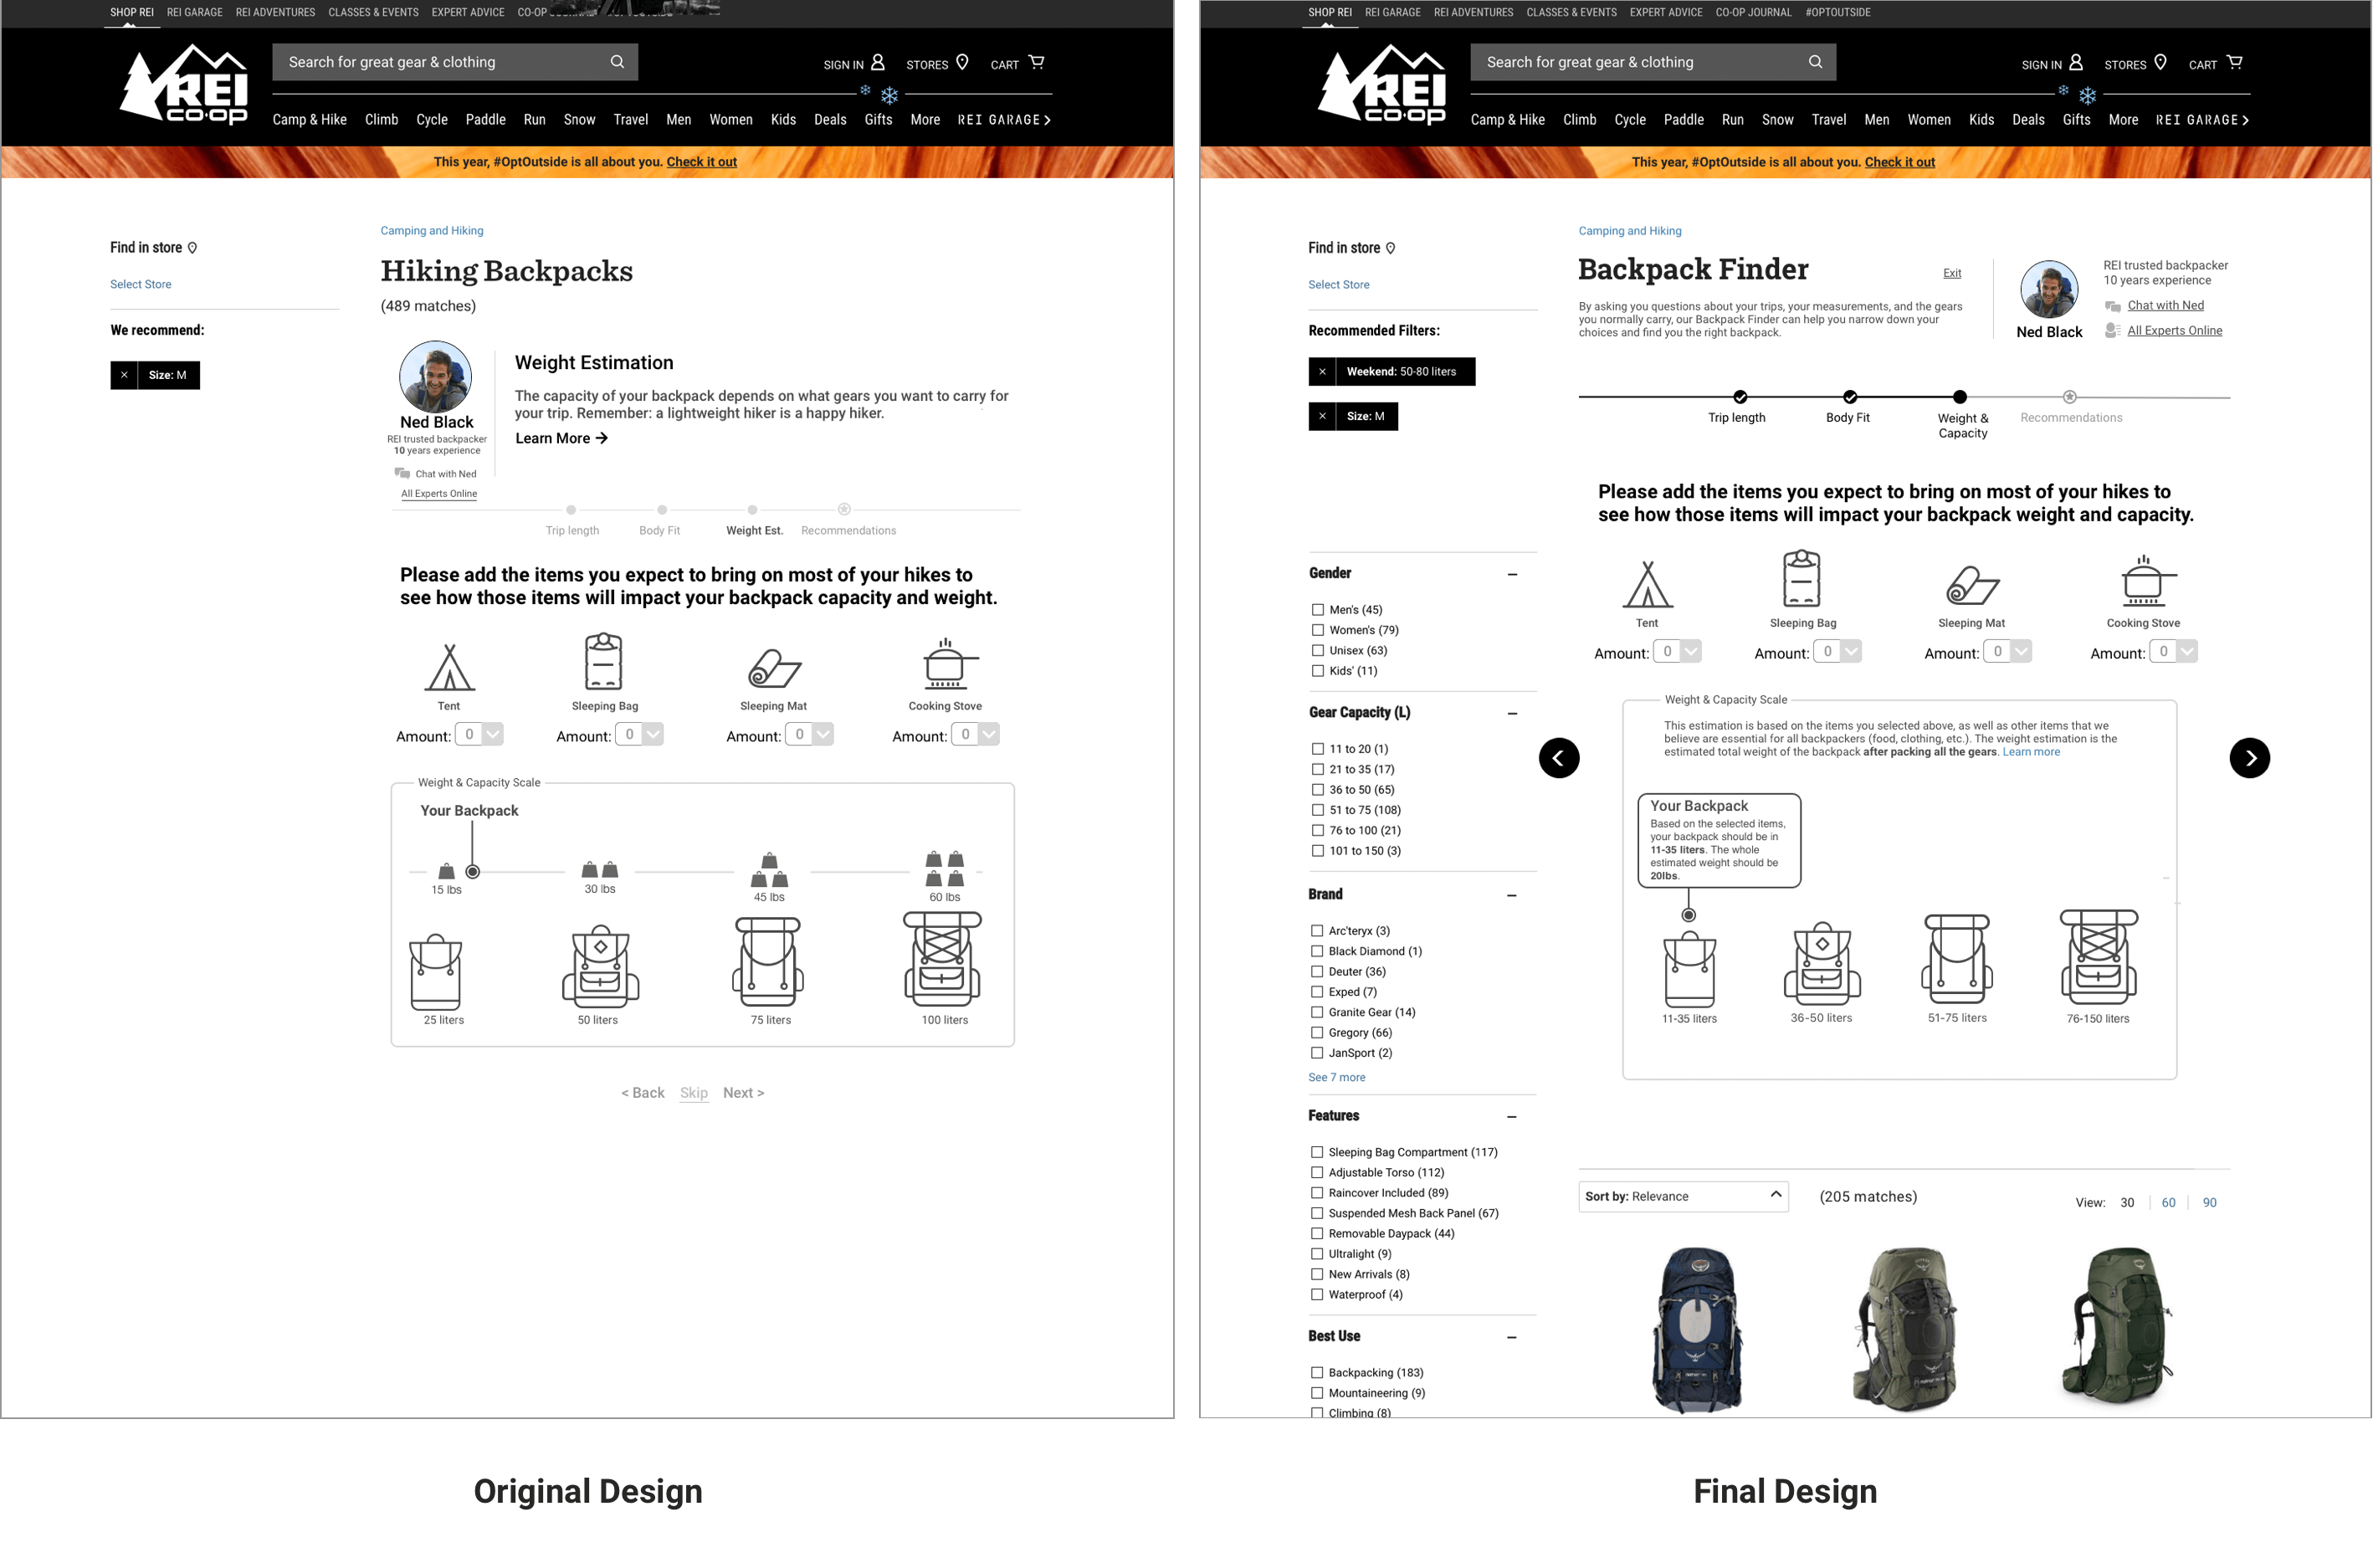 SHOP REI REI GARAGE REI ADVENTURES CLASSES & EVENTS EXPERT ADVICE CO-OP
REI
CO·OP
Search for great gear & clothing
SIGN IN STORES CART
Camp & Hike Climb Cycle Paddle Run Snow Travel Men Women Kids Deals Gifts More REI GARAGE
This year, #OptOutside is all about you. Check it out
Find in store
Select Store
We recommend:
× Size: M
Camping and Hiking
Hiking Backpacks
(489 matches)
Ned Black
REI trusted backpacker
10 years experience
Chat with Ned
All Experts Online
Weight Estimation
The capacity of your backpack depends on what gears you want to carry for
your trip. Remember: a lightweight hiker is a happy hiker.
Learn More →
Trip length Body Fit Weight Est. Recommendations
Please add the items you expect to bring on most of your hikes to
see how those items will impact your backpack capacity and weight.
Tent Sleeping Bag Sleeping Mat Cooking Stove
Amount: 0 Amount: 0 Amount: 0 Amount: 0
Weight & Capacity Scale
Your Backpack
15 lbs 30 lbs 45 lbs 60 lbs
25 liters 50 liters 75 liters 100 liters
< Back Skip Next >
Original Design
SHOP REI REI GARAGE REI ADVENTURES CLASSES & EVENTS EXPERT ADVICE CO-OP JOURNAL #OPTOUTSIDE
REI
CO·OP
Search for great gear & clothing
SIGN IN STORES CART
Camp & Hike Climb Cycle Paddle Run Snow Travel Men Women Kids Deals Gifts More REI GARAGE
This year, #OptOutside is all about you. Check it out
Find in store
Select Store
Recommended Filters:
× Weekend: 50-80 liters
× Size: M
Gender –
Men's (45)
Women's (79)
Unisex (63)
Kids' (11)
Gear Capacity (L) –
11 to 20 (1)
21 to 35 (17)
36 to 50 (65)
51 to 75 (108)
76 to 100 (21)
101 to 150 (3)
Brand –
Arc'teryx (3)
Black Diamond (1)
Deuter (36)
Exped (7)
Granite Gear (14)
Gregory (66)
JanSport (2)
See 7 more
Features –
Sleeping Bag Compartment (117)
Adjustable Torso (112)
Raincover Included (89)
Suspended Mesh Back Panel (67)
Removable Daypack (44)
Ultralight (9)
New Arrivals (8)
Waterproof (4)
Best Use –
Backpacking (183)
Mountaineering (9)
Climbing (8)
Camping and Hiking
Backpack Finder
Exit
By asking you questions about your trips, your measurements, and the gears
you normally carry, our Backpack Finder can help you narrow down your
choices and find you the right backpack.
Ned Black
REI trusted backpacker
10 years experience
Chat with Ned
All Experts Online
Trip length Body Fit Weight &
Capacity Recommendations
Please add the items you expect to bring on most of your hikes to
see how those items will impact your backpack weight and capacity.
Tent Sleeping Bag Sleeping Mat Cooking Stove
Amount: 0 Amount: 0 Amount: 0 Amount: 0
Weight & Capacity Scale
This estimation is based on the items you selected above, as well as other items that we
believe are essential for all backpackers (food, clothing, etc.). The weight estimation is the
estimated total weight of the backpack after packing all the gears. Learn more
Your Backpack
Based on the selected items,
your backpack should be in
11-35 liters. The whole
estimated weight should be
20lbs.
11-35 liters 36-50 liters 51-75 liters 76-150 liters
Sort by: Relevance
(205 matches)
View: 30 60 90
Final Design